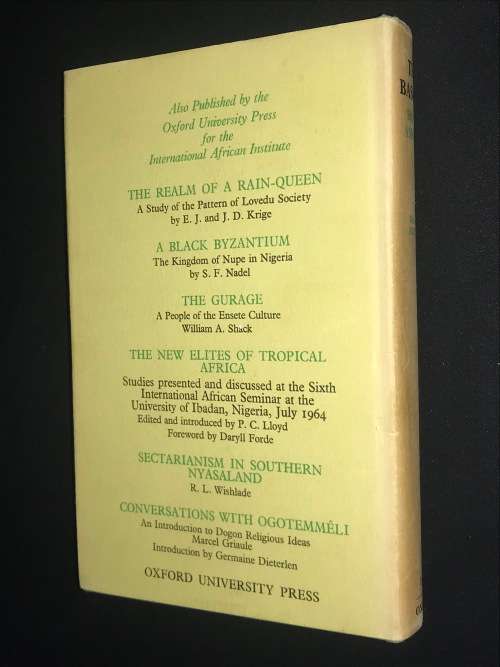 Also Published by the
Oxford University Press
for the
International African Institute
THE REALM OF A RAIN-QUEEN
A Study of the Pattern of Lovedu Society
by E. J. and J. D. Krige
A BLACK BYZANTIUM
The Kingdom of Nupe in Nigeria
by S. F. Nadel
THE GURAGE
A People of the Ensete Culture
William A. Shack
THE NEW ELITES OF TROPICAL
AFRICA
Studies presented and discussed at the Sixth
International African Seminar at the
University of Ibadan, Nigeria, July 1964
Edited and introduced by P. C. Lloyd
Foreword by Daryll Forde
SECTARIANISM IN SOUTHERN
NYASALAND
R. L. Wishlade
CONVERSATIONS WITH OGOTEMMÊLI
An Introduction to Dogon Religious Ideas
Marcel Griaule
Introduction by Germaine Dieterlen
OXFORD UNIVERSITY PRESS